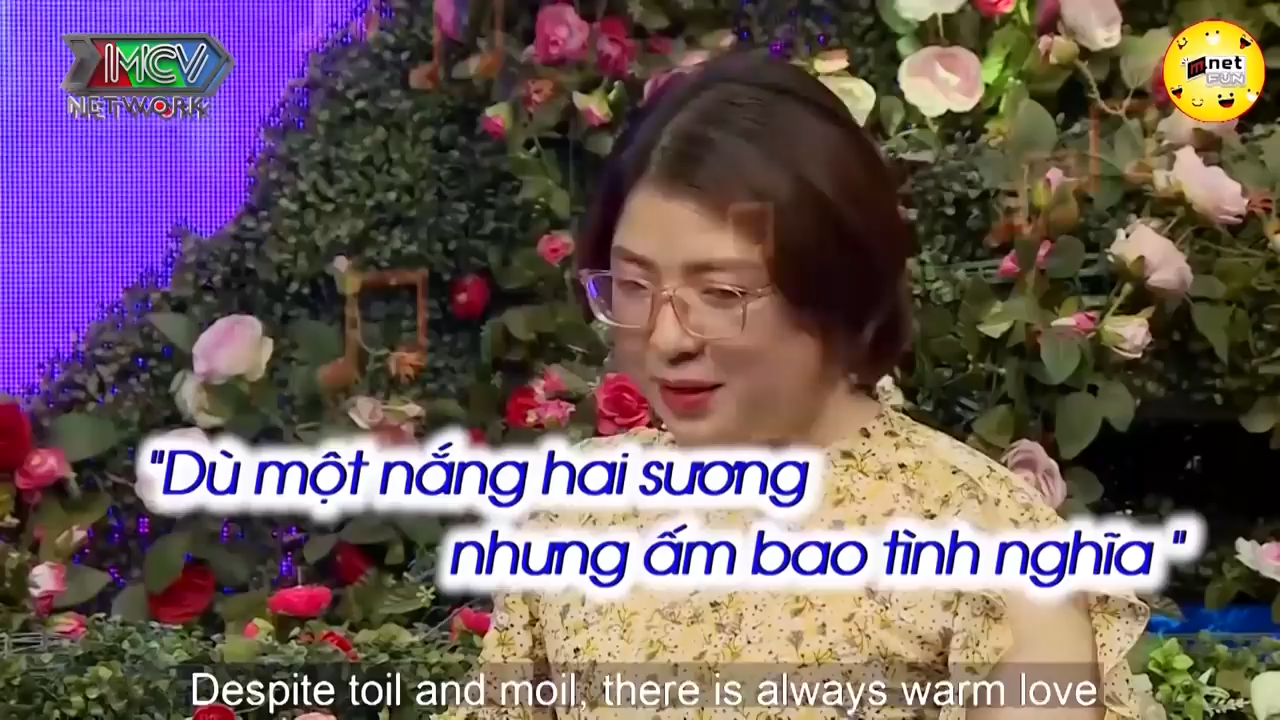 MCV
NETWORK
mnet
FUN
"Dù một nắng hai sương
nhưng ấm bao tình nghĩa "
Despite toil and moil, there is always warm love